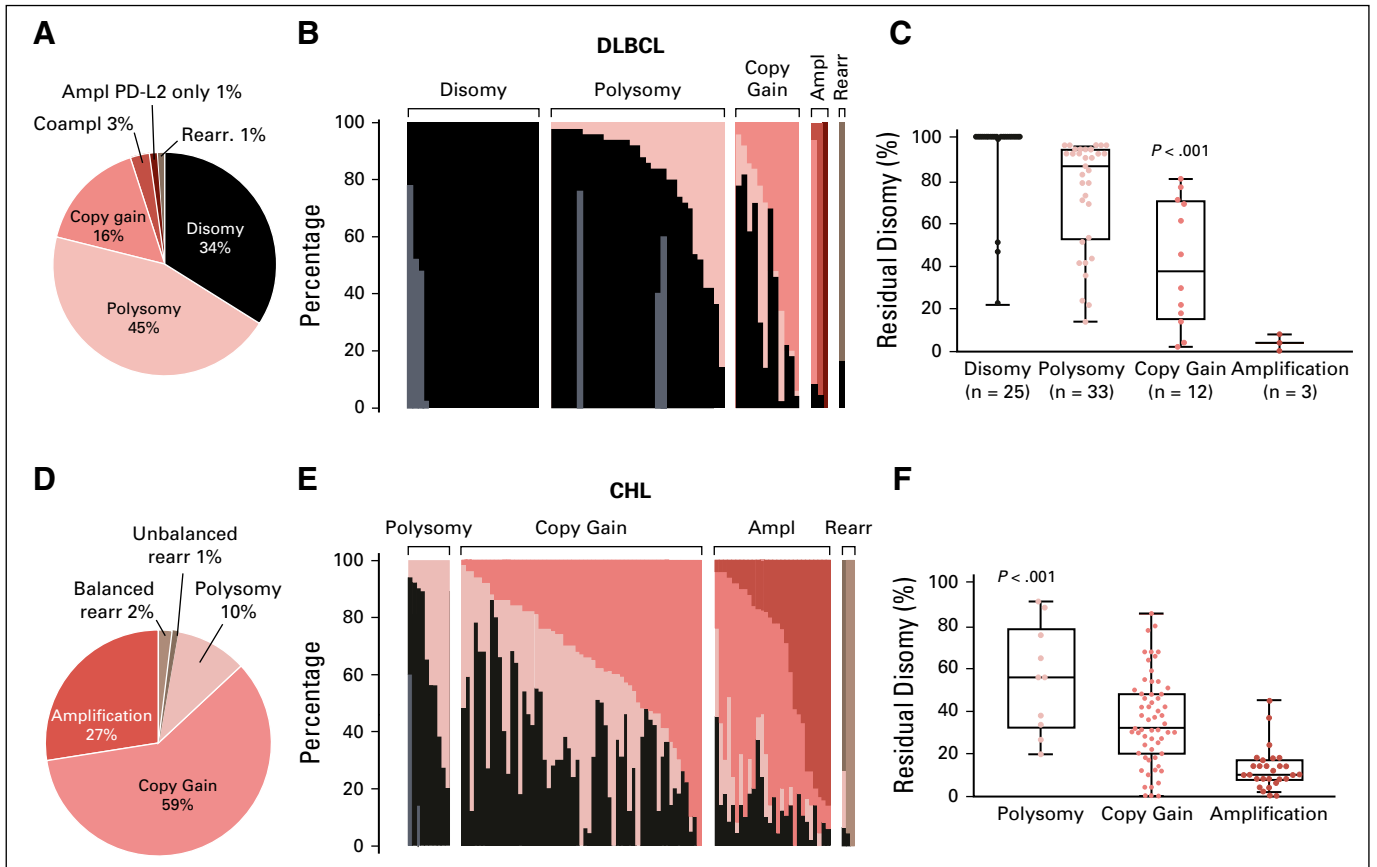 A
Ampl PD-L2 only 1%
Coampl 3%
Rearr. 1%
Copy gain
16%
Disomy
34%
Polysomy
45%
B
DLBCL
Disomy
Polysomy
Copy
Gain
Ampl
Rearr
Percentage
100
80
60
40
20
0
C
Residual Disomy (%)
100
80
60
40
20
0
P < .001
Disomy Polysomy Copy Gain Amplification
(n = 25) (n = 33) (n = 12) (n = 3)
D
Unbalanced
rearr 1%
Balanced
rearr 2%
Polysomy
10%
Amplification
27%
Copy Gain
59%
E
CHL
Polysomy
Copy Gain
Ampl
Rearr
Percentage
100
80
60
40
20
0
F
Residual Disomy (%)
100
80
60
40
20
0
P < .001
Polysomy Copy Gain Amplification